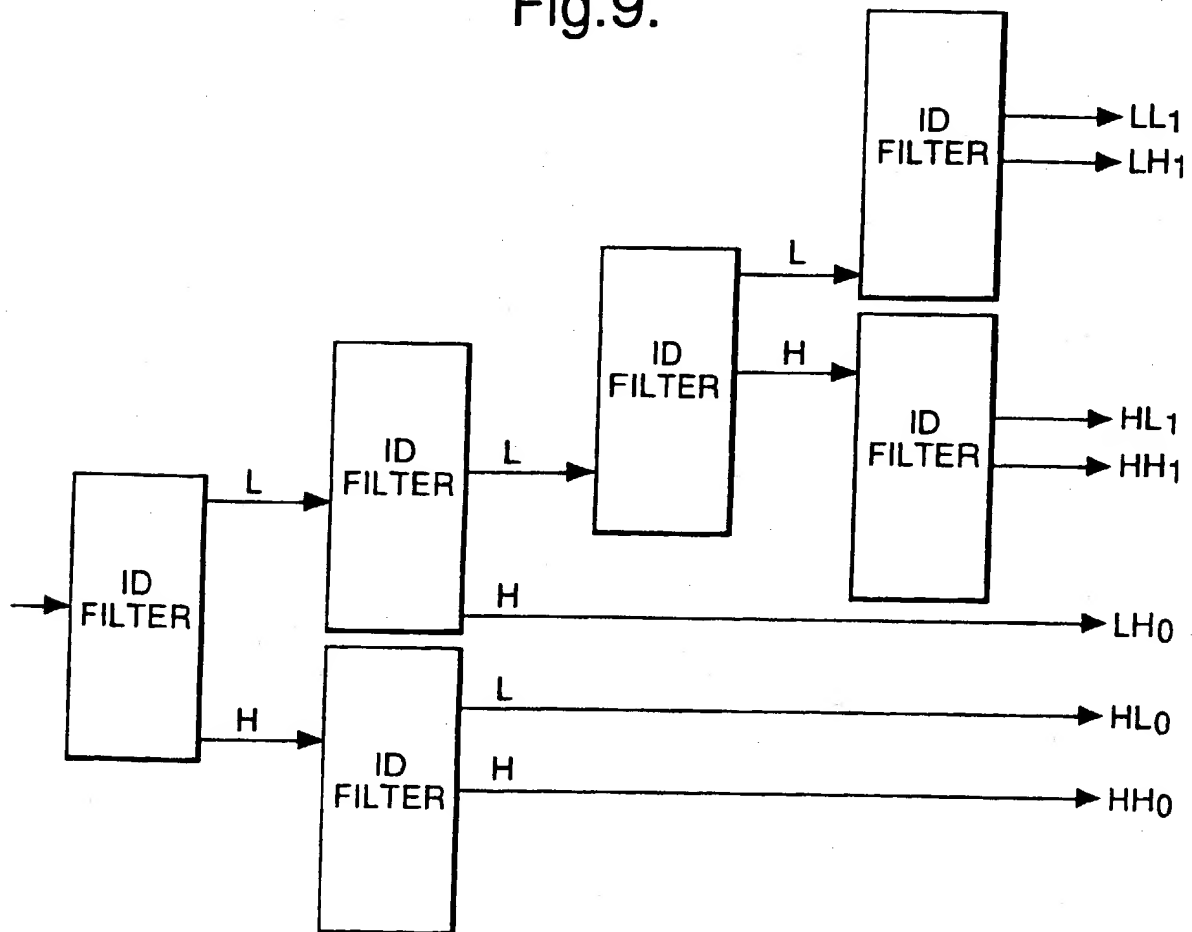 Fig.9.
ID
FILTER
LL1
LH1
L
H
ID
FILTER
ID
FILTER
HL1
HH1
L
H
ID
FILTER
L
H
LH0
ID
FILTER
L
H
HL0
HH0
ID
FILTER